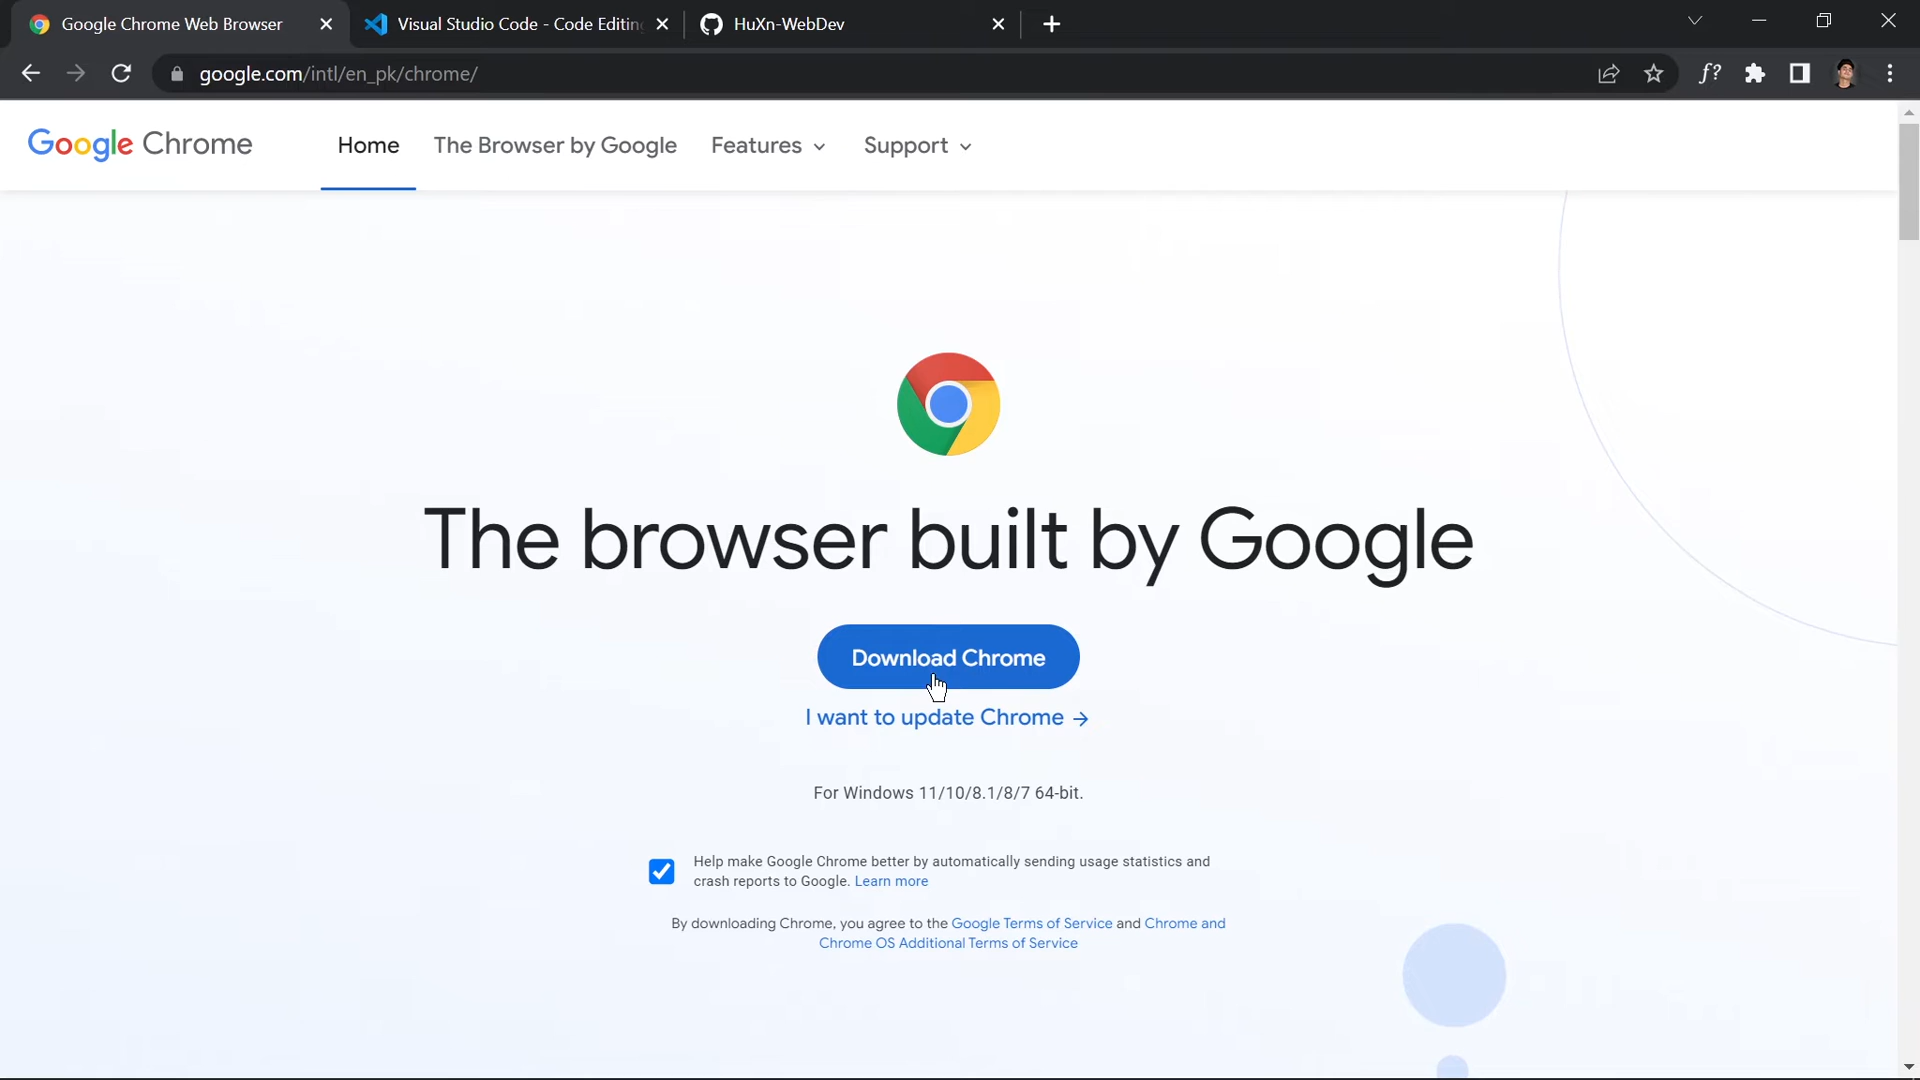 Google Chrome Web Browser
Visual Studio Code - Code Editing
HuXn-WebDev
google.com/intl/en_pk/chrome/
f?
Google Chrome
Home
The Browser by Google
Features
Support
The browser built by Google
Download Chrome
I want to update Chrome →
For Windows 11/10/8.1/8/7 64-bit.
Help make Google Chrome better by automatically sending usage statistics and
crash reports to Google. Learn more
By downloading Chrome, you agree to the Google Terms of Service and Chrome and
Chrome OS Additional Terms of Service